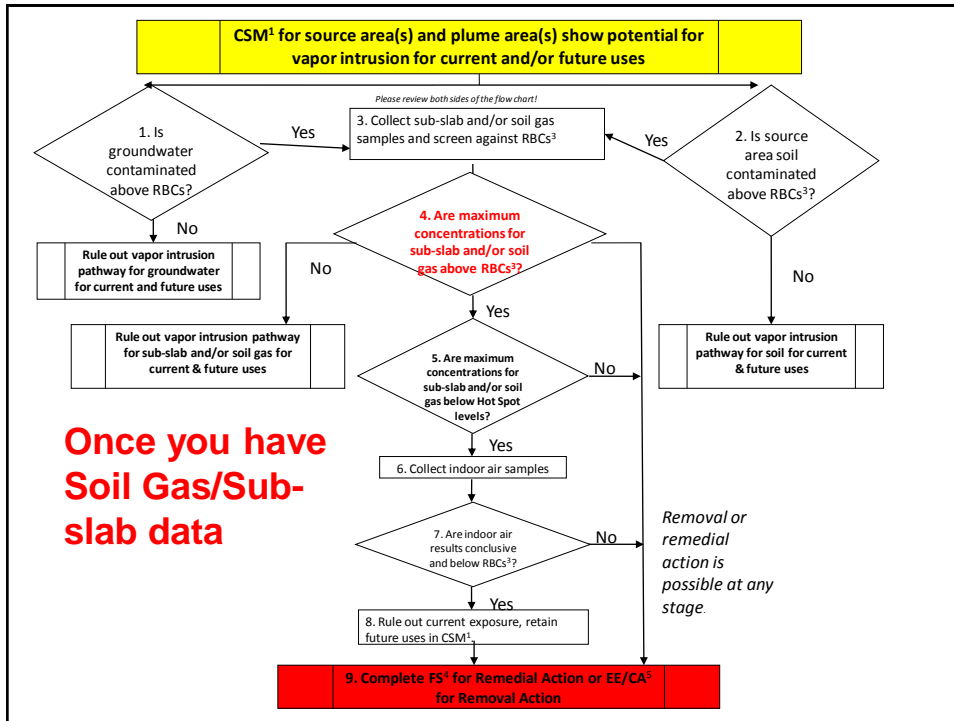 CSM¹ for source area(s) and plume area(s) show potential for
vapor intrusion for current and/or future uses
Please review both sides of the flow chart!
1. Is
groundwater
contaminated
above RBCs?
Yes
3. Collect sub-slab and/or soil gas
samples and screen against RBCs³
Yes
2. Is source
area soil
contaminated
above RBCs³?
No
Rule out vapor intrusion
pathway for groundwater
for current and future uses
4. Are maximum
concentrations for
sub-slab and/or soil
gas above RBCs³?
No
No
Rule out vapor intrusion pathway
for sub-slab and/or soil gas for
current & future uses
Yes
Rule out vapor intrusion
pathway for soil for current
& future uses
5. Are maximum
concentrations for
sub-slab and/or soil
gas below Hot Spot
levels?
No
Once you have
Soil Gas/Sub-
slab data
Yes
6. Collect indoor air samples
7. Are indoor air
results conclusive
and below RBCs³?
No
Removal or
remedial
action is
possible at any
stage.
Yes
8. Rule out current exposure, retain
future uses in CSM¹.
9. Complete FS⁴ for Remedial Action or EE/CA⁵
for Removal Action